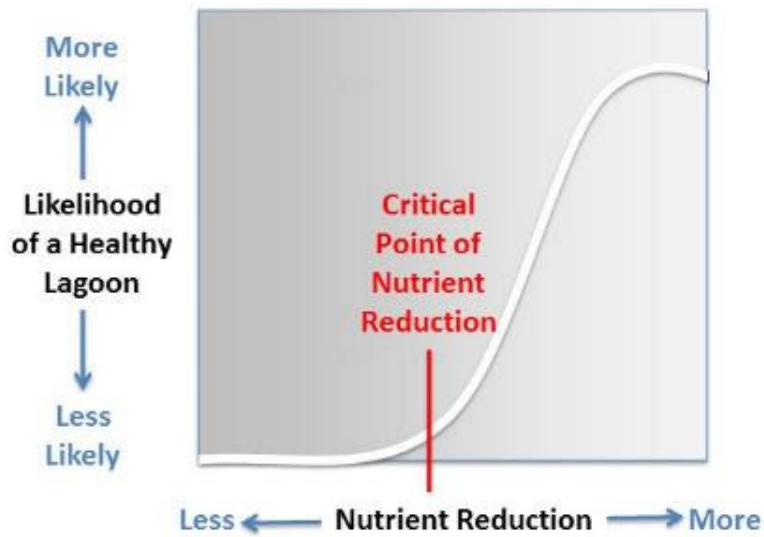 More
Likely
Likelihood
of a Healthy
Lagoon
Less
Likely
Critical
Point of
Nutrient
Reduction
Less
Nutrient Reduction
More